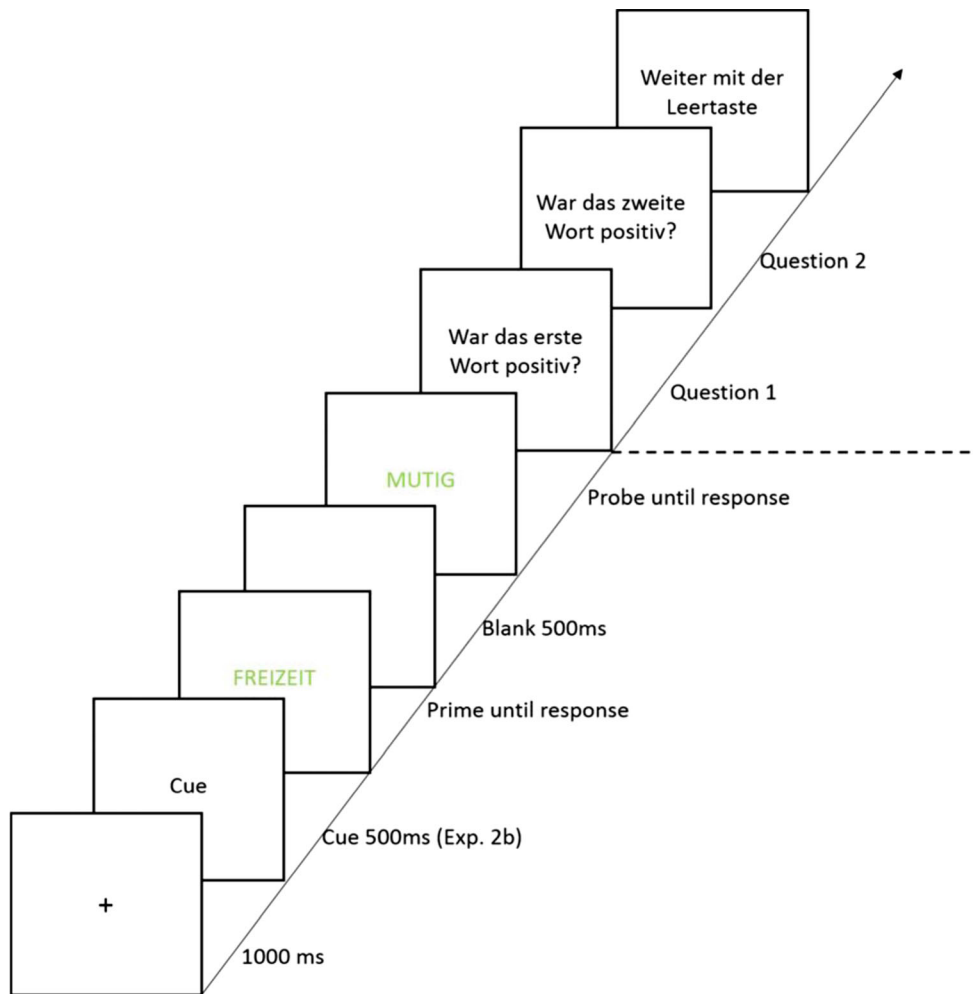 Weiter mit der
Leertaste
War das zweite
Wort positiv?
Question 2
War das erste
Wort positiv?
Question 1
MUTIG
Probe until response
Blank 500ms
FREIZEIT
Prime until response
Cue
Cue 500ms (Exp. 2b)
+
1000 ms